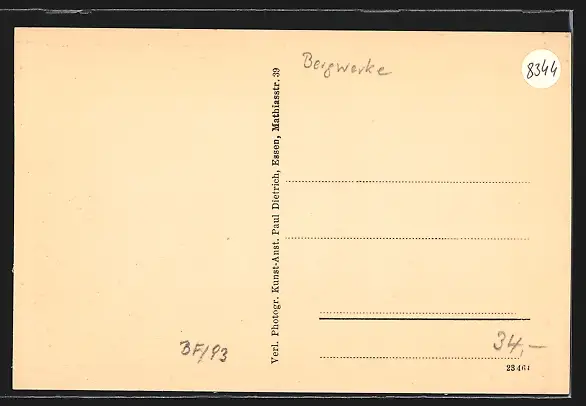 Bergwerke
8344
Verl. Photogr. Kunst-Anst. Paul Dietrich, Essen, Mathiasstr. 39
BF/93
34,-
23461